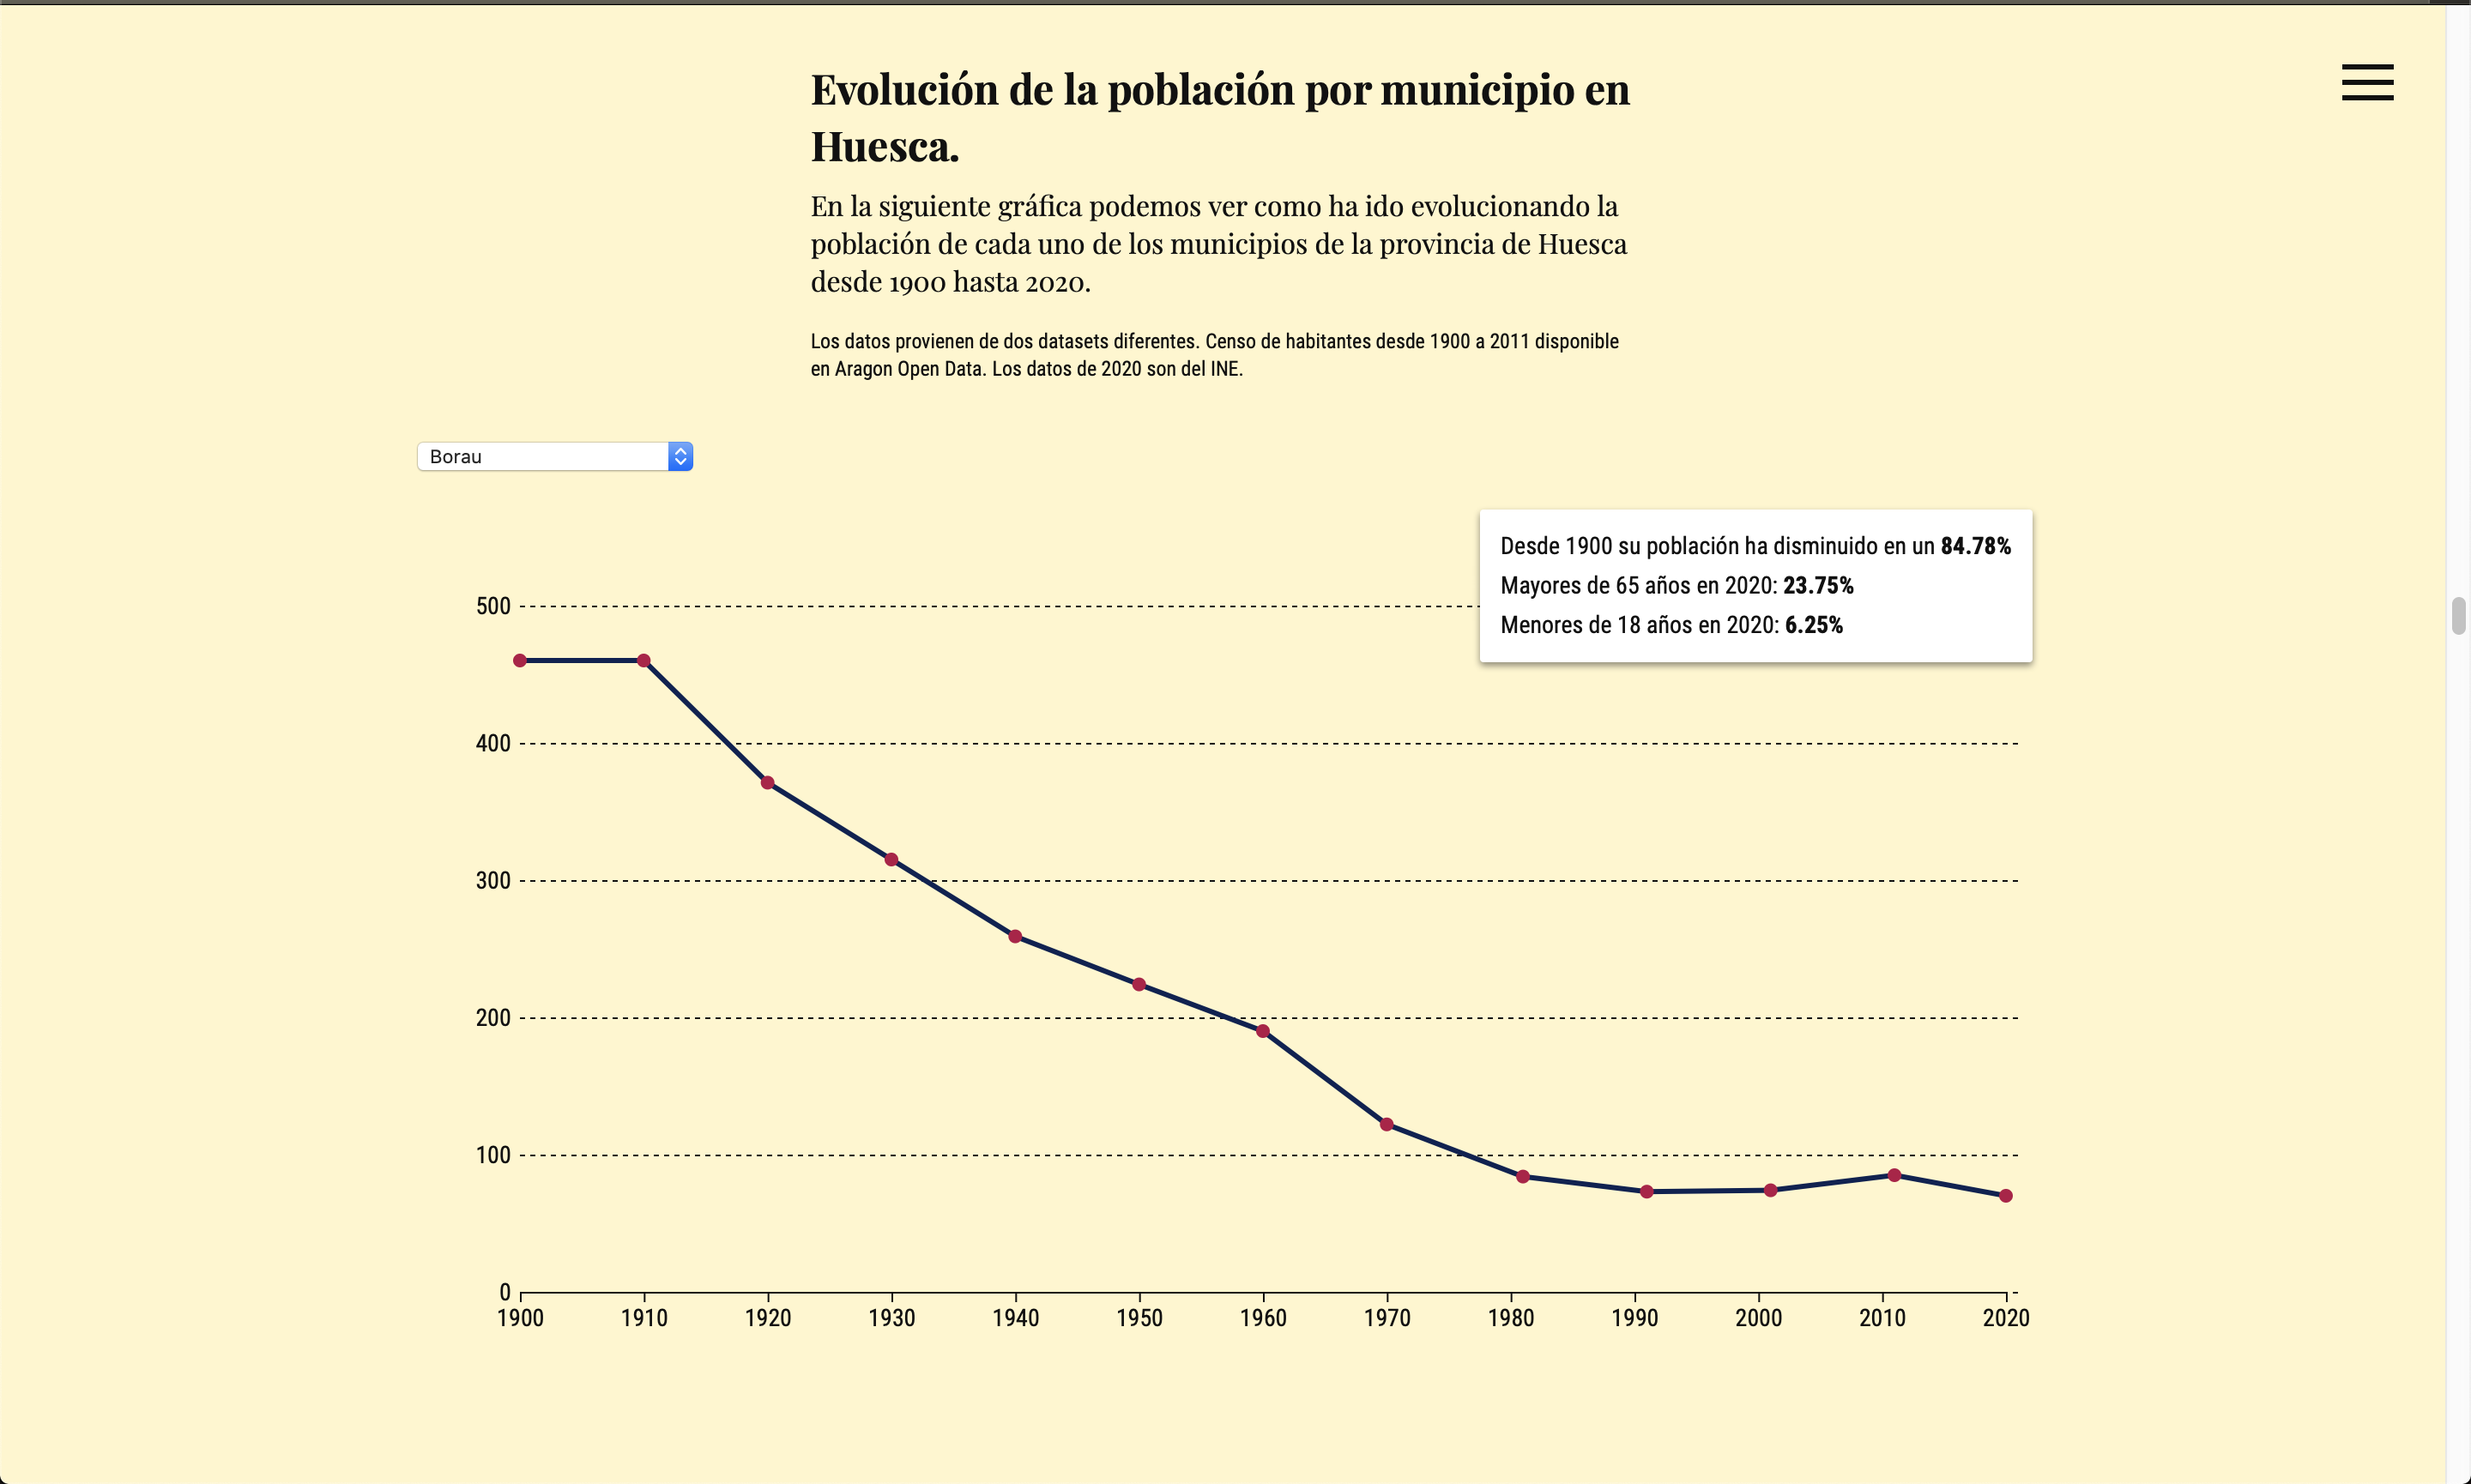 Evolución de la población por municipio en
Huesca.
En la siguiente gráfica podemos ver como ha ido evolucionando la
población de cada uno de los municipios de la provincia de Huesca
desde 1900 hasta 2020.
Los datos provienen de dos datasets diferentes. Censo de habitantes desde 1900 a 2011 disponible
en Aragon Open Data. Los datos de 2020 son del INE.
Borau
Desde 1900 su población ha disminuido en un 84.78%
Mayores de 65 años en 2020: 23.75%
Menores de 18 años en 2020: 6.25%
500
400
300
200
100
0
1900 1910 1920 1930 1940 1950 1960 1970 1980 1990 2000 2010 2020